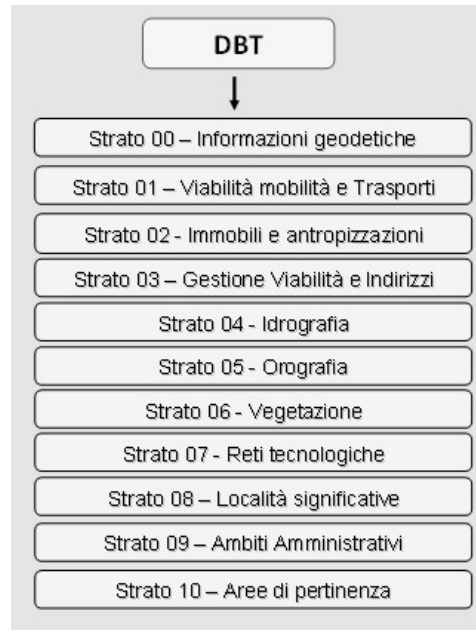 DBT
Strato 00 – Informazioni geodetiche
Strato 01 – Viabilità mobilità e Trasporti
Strato 02 - Immobili e antropizzazioni
Strato 03 – Gestione Viabilità e Indirizzi
Strato 04 - Idrografia
Strato 05 - Orografia
Strato 06 - Vegetazione
Strato 07 - Reti tecnologiche
Strato 08 – Località significative
Strato 09 – Ambiti Amministrativi
Strato 10 – Aree di pertinenza